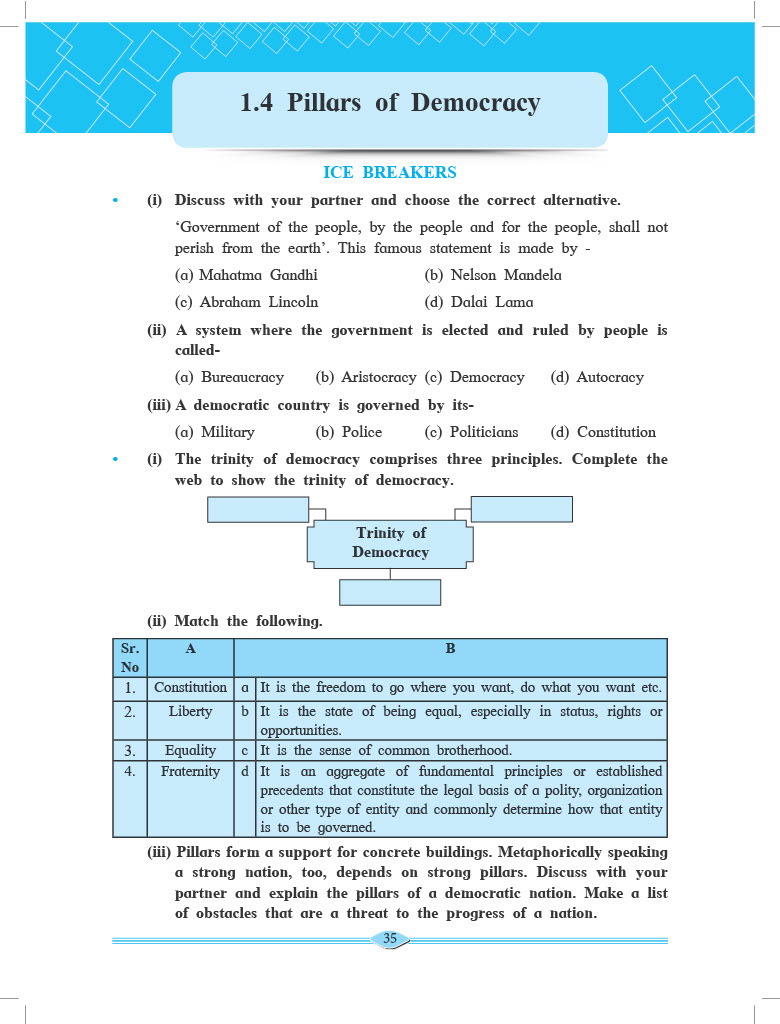 1.4 Pillars of Democracy
ICE BREAKERS
• (i) Discuss with your partner and choose the correct alternative.
‘Government of the people, by the people and for the people, shall not
perish from the earth’. This famous statement is made by -
(a) Mahatma Gandhi (b) Nelson Mandela
(c) Abraham Lincoln (d) Dalai Lama
(ii) A system where the government is elected and ruled by people is
called-
(a) Bureaucracy (b) Aristocracy (c) Democracy (d) Autocracy
(iii) A democratic country is governed by its-
(a) Military (b) Police (c) Politicians (d) Constitution
• (i) The trinity of democracy comprises three principles. Complete the
web to show the trinity of democracy.
Trinity of
Democracy
(ii) Match the following.
Sr. A B
No
1. Constitution a It is the freedom to go where you want, do what you want etc.
2. Liberty b It is the state of being equal, especially in status, rights or
opportunities.
3. Equality c It is the sense of common brotherhood.
4. Fraternity d It is an aggregate of fundamental principles or established
precedents that constitute the legal basis of a polity, organization
or other type of entity and commonly determine how that entity
is to be governed.
(iii) Pillars form a support for concrete buildings. Metaphorically speaking
a strong nation, too, depends on strong pillars. Discuss with your
partner and explain the pillars of a democratic nation. Make a list
of obstacles that are a threat to the progress of a nation.
35